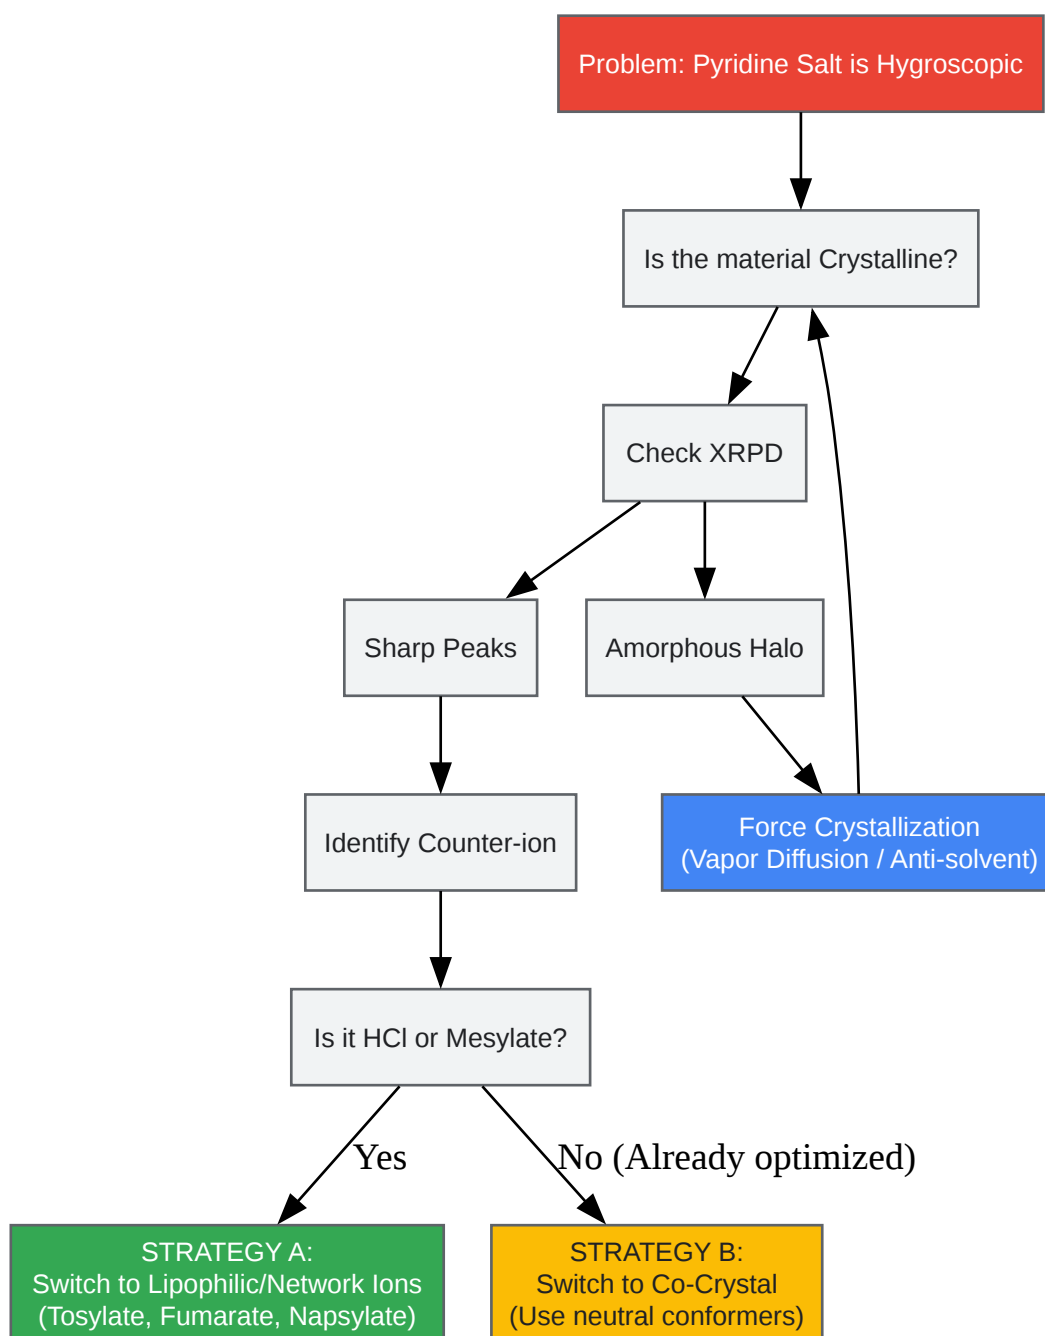 Problem: Pyridine Salt is Hygroscopic
Is the material Crystalline?
Check XRPD
Sharp Peaks
Amorphous Halo
Identify Counter-ion
Force Crystallization
(Vapor Diffusion / Anti-solvent)
Is it HCl or Mesylate?
Yes
No (Already optimized)
STRATEGY A:
Switch to Lipophilic/Network Ions
(Tosylate, Fumarate, Napsylate)
STRATEGY B:
Switch to Co-Crystal
(Use neutral conformers)